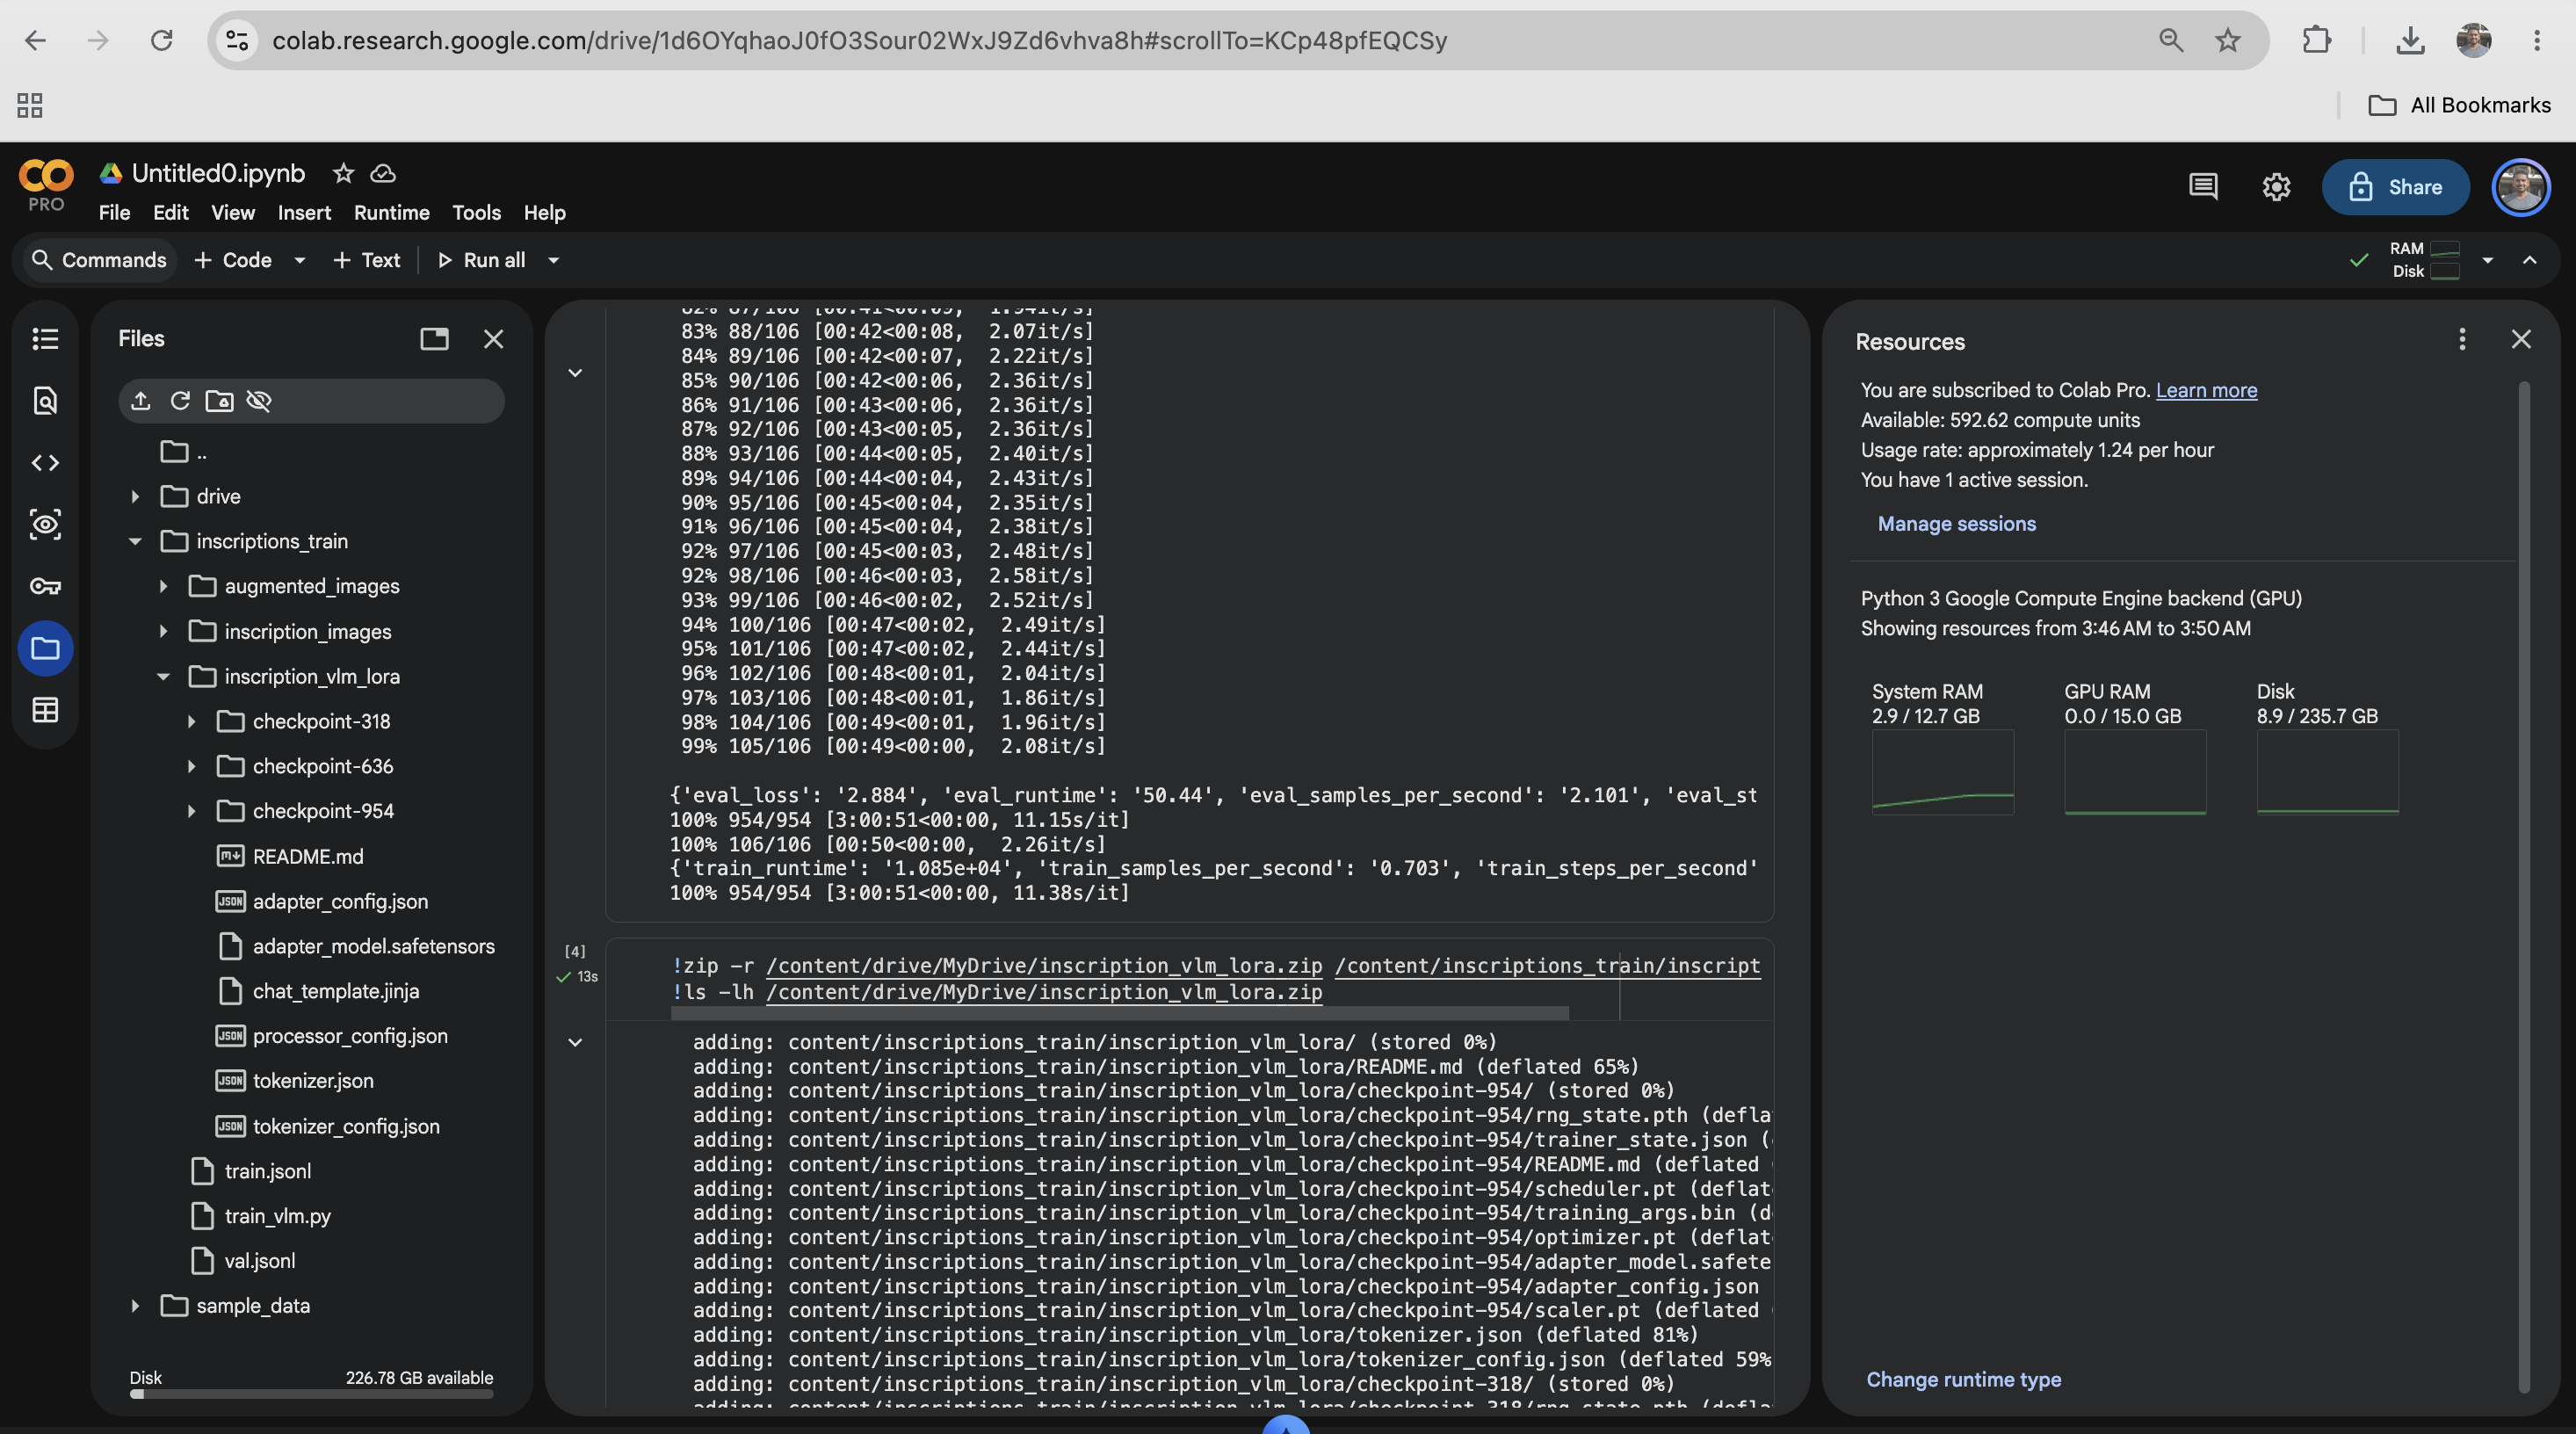 colab.research.google.com/drive/1d6OYqhaoJ0fO3Sour02WxJ9Zd6vhva8h#scrollTo=KCp48pfEQCSy
All Bookmarks
CO
PRO
Untitled0.ipynb
File Edit View Insert Runtime Tools Help
Share
Commands + Code + Text Run all
RAM
Disk
Files
..
drive
inscriptions_train
augmented_images
inscription_images
inscription_vlm_lora
checkpoint-318
checkpoint-636
checkpoint-954
README.md
JSON adapter_config.json
adapter_model.safetensors
chat_template.jinja
JSON processor_config.json
JSON tokenizer.json
JSON tokenizer_config.json
train.jsonl
train_vlm.py
val.jsonl
sample_data
Disk 226.78 GB available
82% 87/106 [00:41<00:09, 1.94it/s]
83% 88/106 [00:42<00:08, 2.07it/s]
84% 89/106 [00:42<00:07, 2.22it/s]
85% 90/106 [00:42<00:06, 2.36it/s]
86% 91/106 [00:43<00:06, 2.36it/s]
87% 92/106 [00:43<00:05, 2.36it/s]
88% 93/106 [00:44<00:05, 2.40it/s]
89% 94/106 [00:44<00:04, 2.43it/s]
90% 95/106 [00:45<00:04, 2.35it/s]
91% 96/106 [00:45<00:04, 2.38it/s]
92% 97/106 [00:45<00:03, 2.48it/s]
92% 98/106 [00:46<00:03, 2.58it/s]
93% 99/106 [00:46<00:02, 2.52it/s]
94% 100/106 [00:47<00:02, 2.49it/s]
95% 101/106 [00:47<00:02, 2.44it/s]
96% 102/106 [00:48<00:01, 2.04it/s]
97% 103/106 [00:48<00:01, 1.86it/s]
98% 104/106 [00:49<00:01, 1.96it/s]
99% 105/106 [00:49<00:00, 2.08it/s]
{'eval_loss': '2.884', 'eval_runtime': '50.44', 'eval_samples_per_second': '2.101', 'eval_st
100% 954/954 [3:00:51<00:00, 11.15s/it]
100% 106/106 [00:50<00:00, 2.26it/s]
{'train_runtime': '1.085e+04', 'train_samples_per_second': '0.703', 'train_steps_per_second'
100% 954/954 [3:00:51<00:00, 11.38s/it]
[4]
13s
!zip -r /content/drive/MyDrive/inscription_vlm_lora.zip /content/inscriptions_train/inscript
!ls -lh /content/drive/MyDrive/inscription_vlm_lora.zip
adding: content/inscriptions_train/inscription_vlm_lora/ (stored 0%)
adding: content/inscriptions_train/inscription_vlm_lora/README.md (deflated 65%)
adding: content/inscriptions_train/inscription_vlm_lora/checkpoint-954/ (stored 0%)
adding: content/inscriptions_train/inscription_vlm_lora/checkpoint-954/rng_state.pth (defla
adding: content/inscriptions_train/inscription_vlm_lora/checkpoint-954/trainer_state.json (
adding: content/inscriptions_train/inscription_vlm_lora/checkpoint-954/README.md (deflated
adding: content/inscriptions_train/inscription_vlm_lora/checkpoint-954/scheduler.pt (deflat
adding: content/inscriptions_train/inscription_vlm_lora/checkpoint-954/training_args.bin (d
adding: content/inscriptions_train/inscription_vlm_lora/checkpoint-954/optimizer.pt (deflat
adding: content/inscriptions_train/inscription_vlm_lora/checkpoint-954/adapter_model.safete
adding: content/inscriptions_train/inscription_vlm_lora/checkpoint-954/adapter_config.json
adding: content/inscriptions_train/inscription_vlm_lora/checkpoint-954/scaler.pt (deflated
adding: content/inscriptions_train/inscription_vlm_lora/tokenizer.json (deflated 81%)
adding: content/inscriptions_train/inscription_vlm_lora/tokenizer_config.json (deflated 59%
adding: content/inscriptions_train/inscription_vlm_lora/checkpoint-318/ (stored 0%)
Resources
You are subscribed to Colab Pro. Learn more
Available: 592.62 compute units
Usage rate: approximately 1.24 per hour
You have 1 active session.
Manage sessions
Python 3 Google Compute Engine backend (GPU)
Showing resources from 3:46 AM to 3:50 AM
System RAM
2.9 / 12.7 GB
GPU RAM
0.0 / 15.0 GB
Disk
8.9 / 235.7 GB
Change runtime type